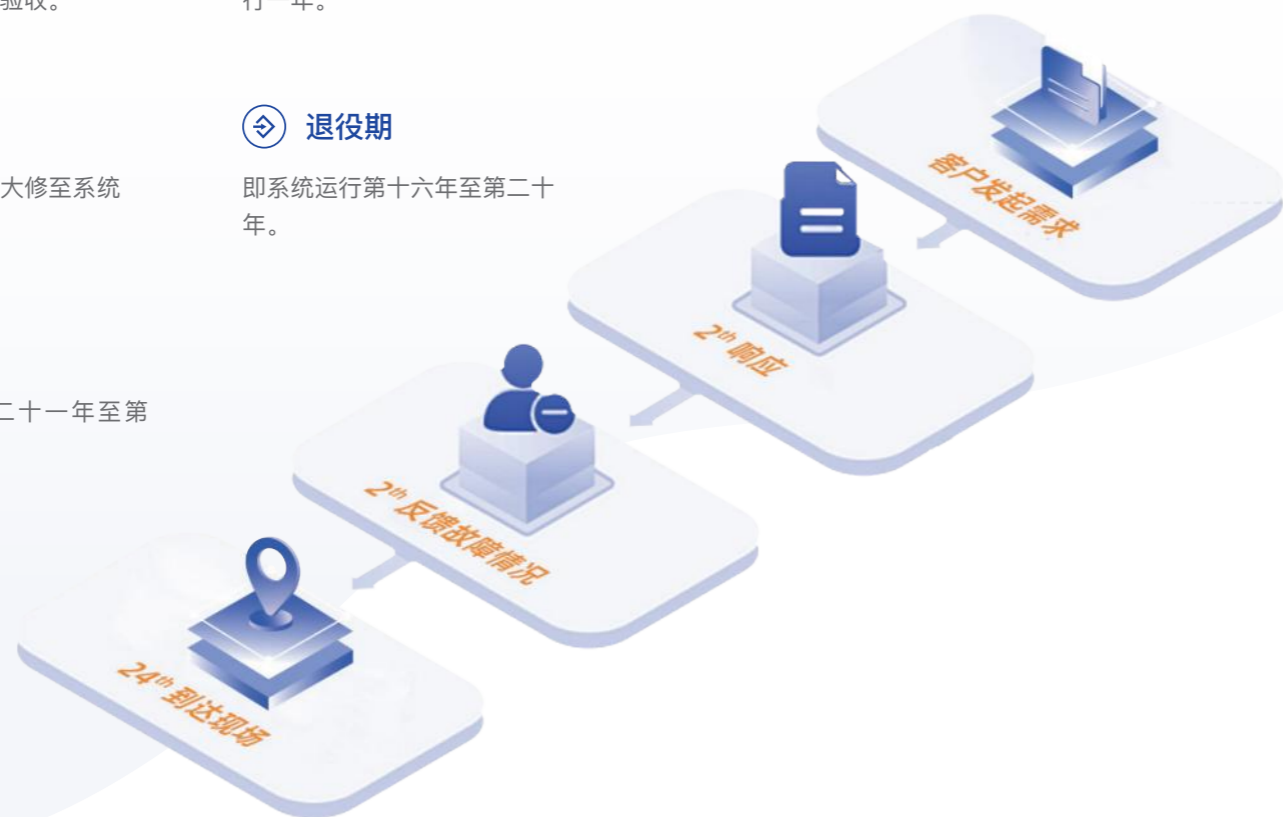 验收。
行一年。
退役期
大修至系统
即系统运行第十六年至第二十
年。
二十一年至第
客户发起需求
2th 响应
2th 反馈故障情况
24th 到达现场